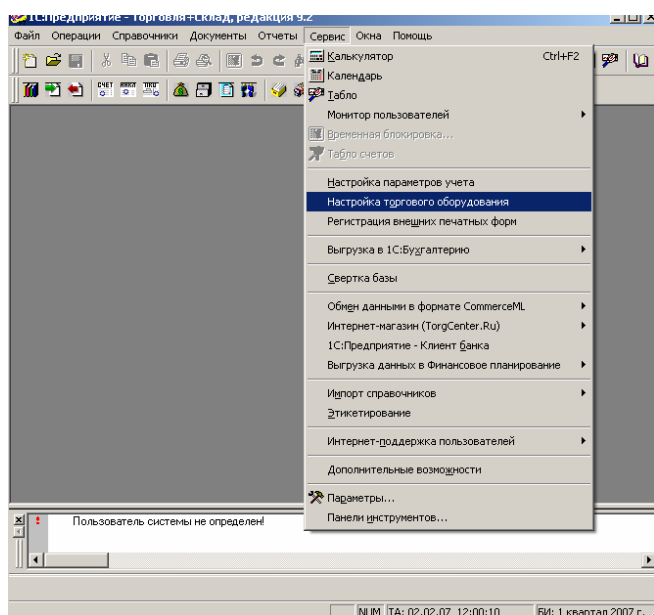 1С:Предприятие - Торговля+Склад, редакция 9.2
Файл Операции Справочники Документы Отчеты Сервис Окна Помощь
Калькулятор Ctrl+F2
Календарь
Табло
Монитор пользователей
Временная блокировка...
Табло счетов
Настройка параметров учета
Настройка торгового оборудования
Регистрация внешних печатных форм
Выгрузка в 1С:Бухгалтерию
Свертка базы
Обмен данными в формате CommerceML
Интернет-магазин (TorgCenter.Ru)
1С:Предприятие - Клиент банка
Выгрузка данных в Финансовое планирование
Импорт справочников
Этикетирование
Интернет-поддержка пользователей
Дополнительные возможности
Параметры...
Панели инструментов...
Пользователь системы не определен!
NUM TA: 02.02.07 12:00:10 БИ: 1 квартал 2007 г.